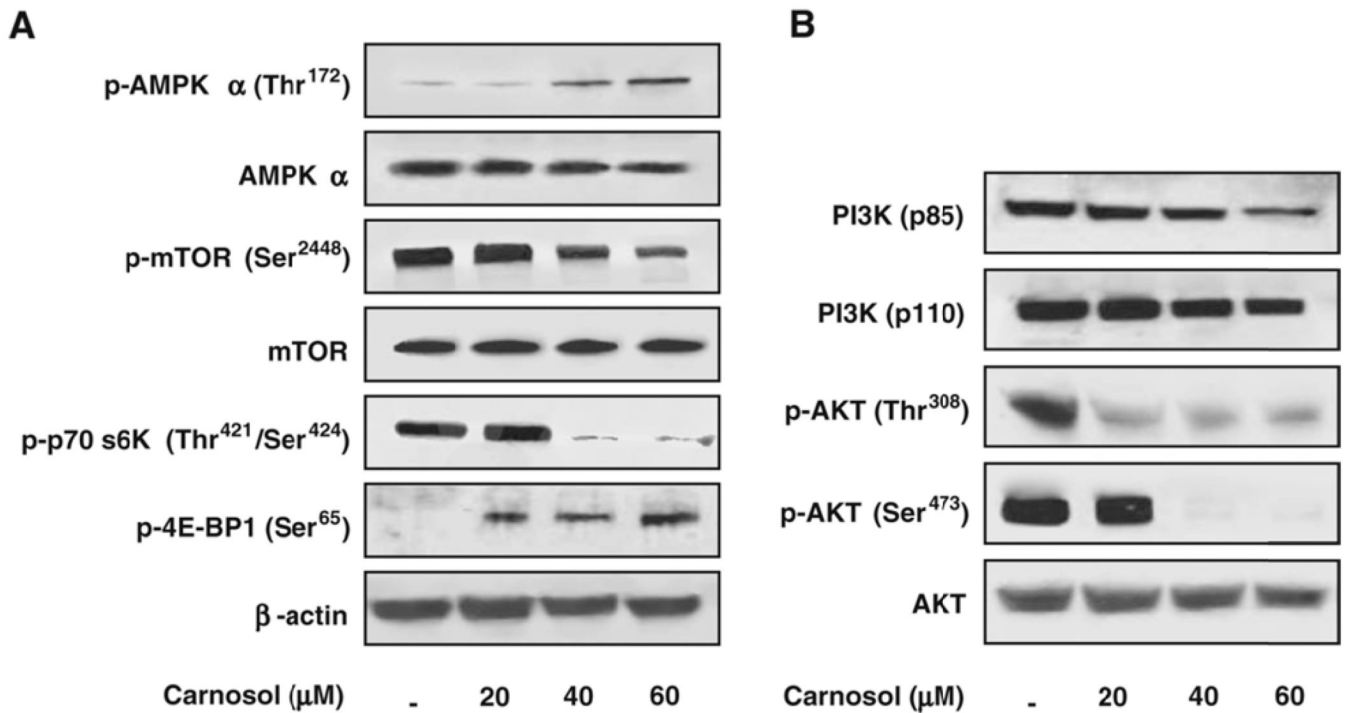 A
p-AMPK α (Thr172)
AMPK α
p-mTOR (Ser2448)
mTOR
p-p70 s6K (Thr421/Ser424)
p-4E-BP1 (Ser65)
β-actin
Carnosol (μM) - 20 40 60
B
PI3K (p85)
PI3K (p110)
p-AKT (Thr308)
p-AKT (Ser473)
AKT
Carnosol (μM) - 20 40 60